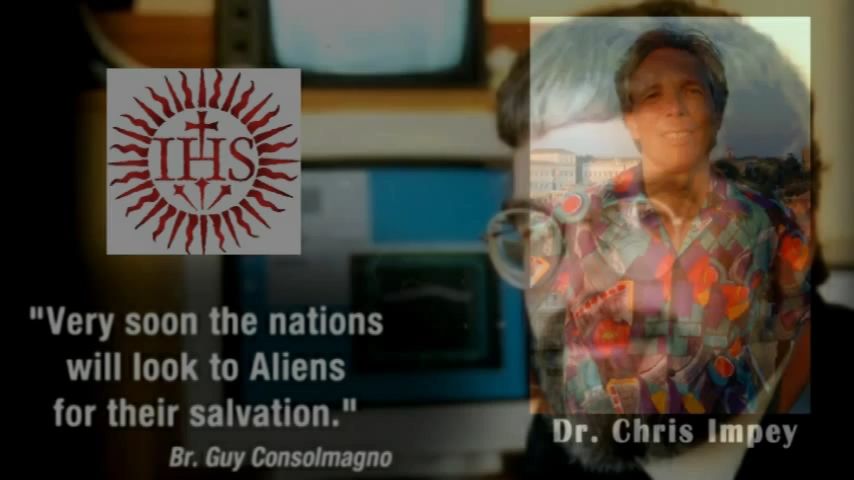 IHS
"Very soon the nations
will look to Aliens
for their salvation."
Br. Guy Consolmagno
Dr. Chris Impey